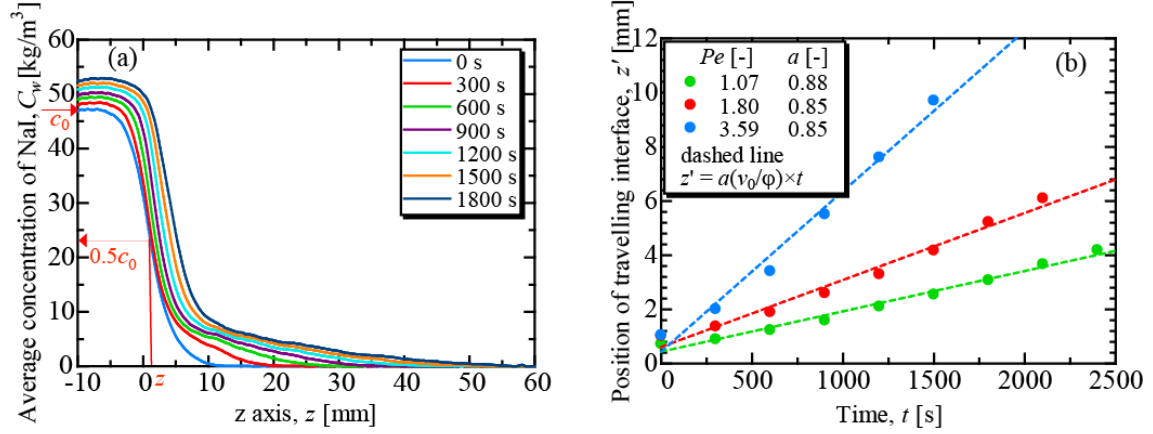 (a)
Average concentration of NaI, C_w [kg/m³]
60
50
40
30
20
10
0
c₀
0.5c₀
0 s
300 s
600 s
900 s
1200 s
1500 s
1800 s
-10 0 z 10 20 30 40 50 60
z axis, z [mm]
(b)
Position of travelling interface, z' [mm]
12
10
8
6
4
2
0
Pe [-] a [-]
1.07 0.88
1.80 0.85
3.59 0.85
dashed line
z' = a(v₀/φ)×t
0 500 1000 1500 2000 2500
Time, t [s]